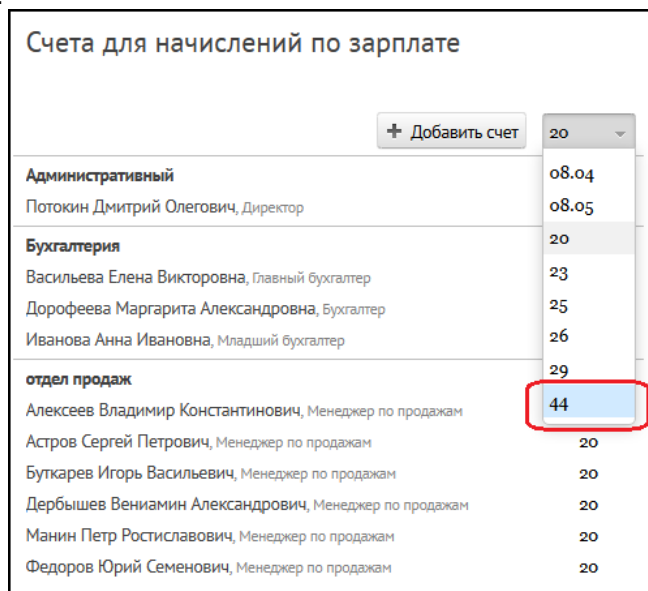 Счета для начислений по зарплате
+ Добавить счет 20
Административный 08.04
Потокин Дмитрий Олегович, Директор 08.05
Бухгалтерия 20
Васильева Елена Викторовна, Главный бухгалтер 23
Дорофеева Маргарита Александровна, Бухгалтер 25
Иванова Анна Ивановна, Младший бухгалтер 26
29
отдел продаж
Алексеев Владимир Константинович, Менеджер по продажам 44
Астров Сергей Петрович, Менеджер по продажам 20
Буткарев Игорь Васильевич, Менеджер по продажам 20
Дербышев Вениамин Александрович, Менеджер по продажам 20
Манин Петр Ростиславович, Менеджер по продажам 20
Федоров Юрий Семенович, Менеджер по продажам 20